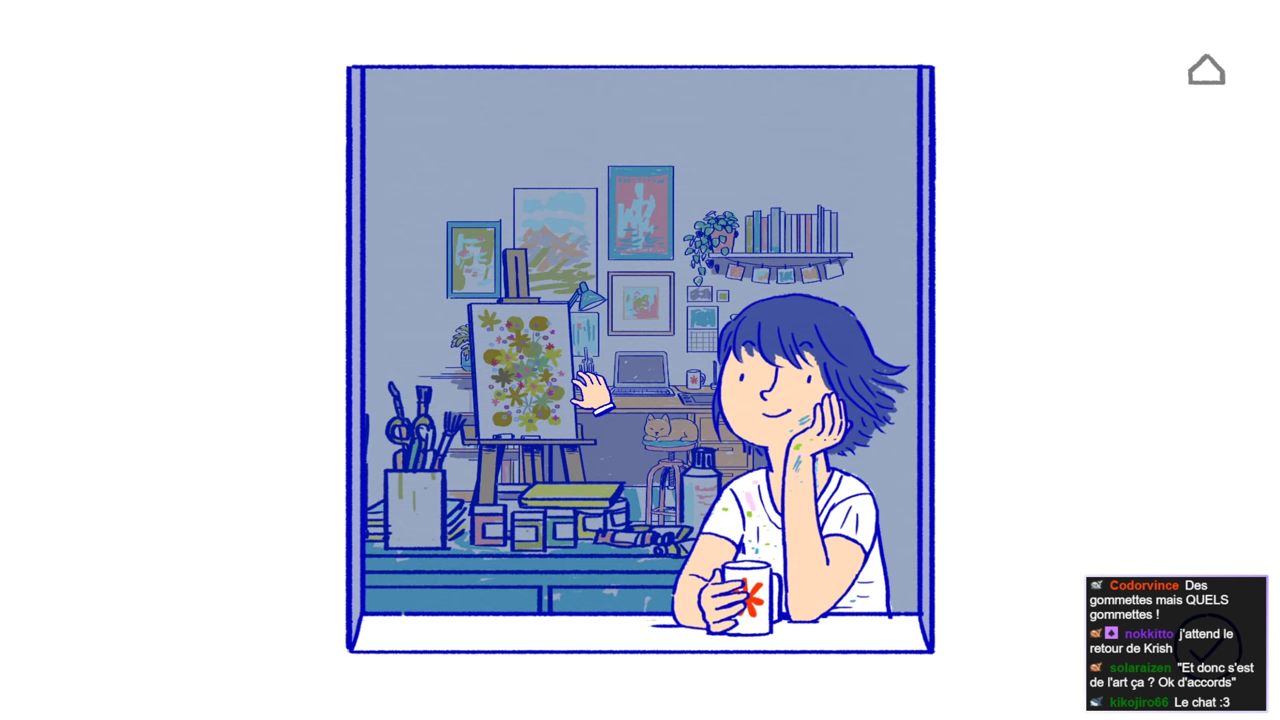 Codorvince Des
gommettes mais QUELS
gommettes !
nokkitto j'attend le
retour de Krish
solaraizen "Et donc s'est
de l'art ça ? Ok d'accords"
kikojiro66 Le chat :3